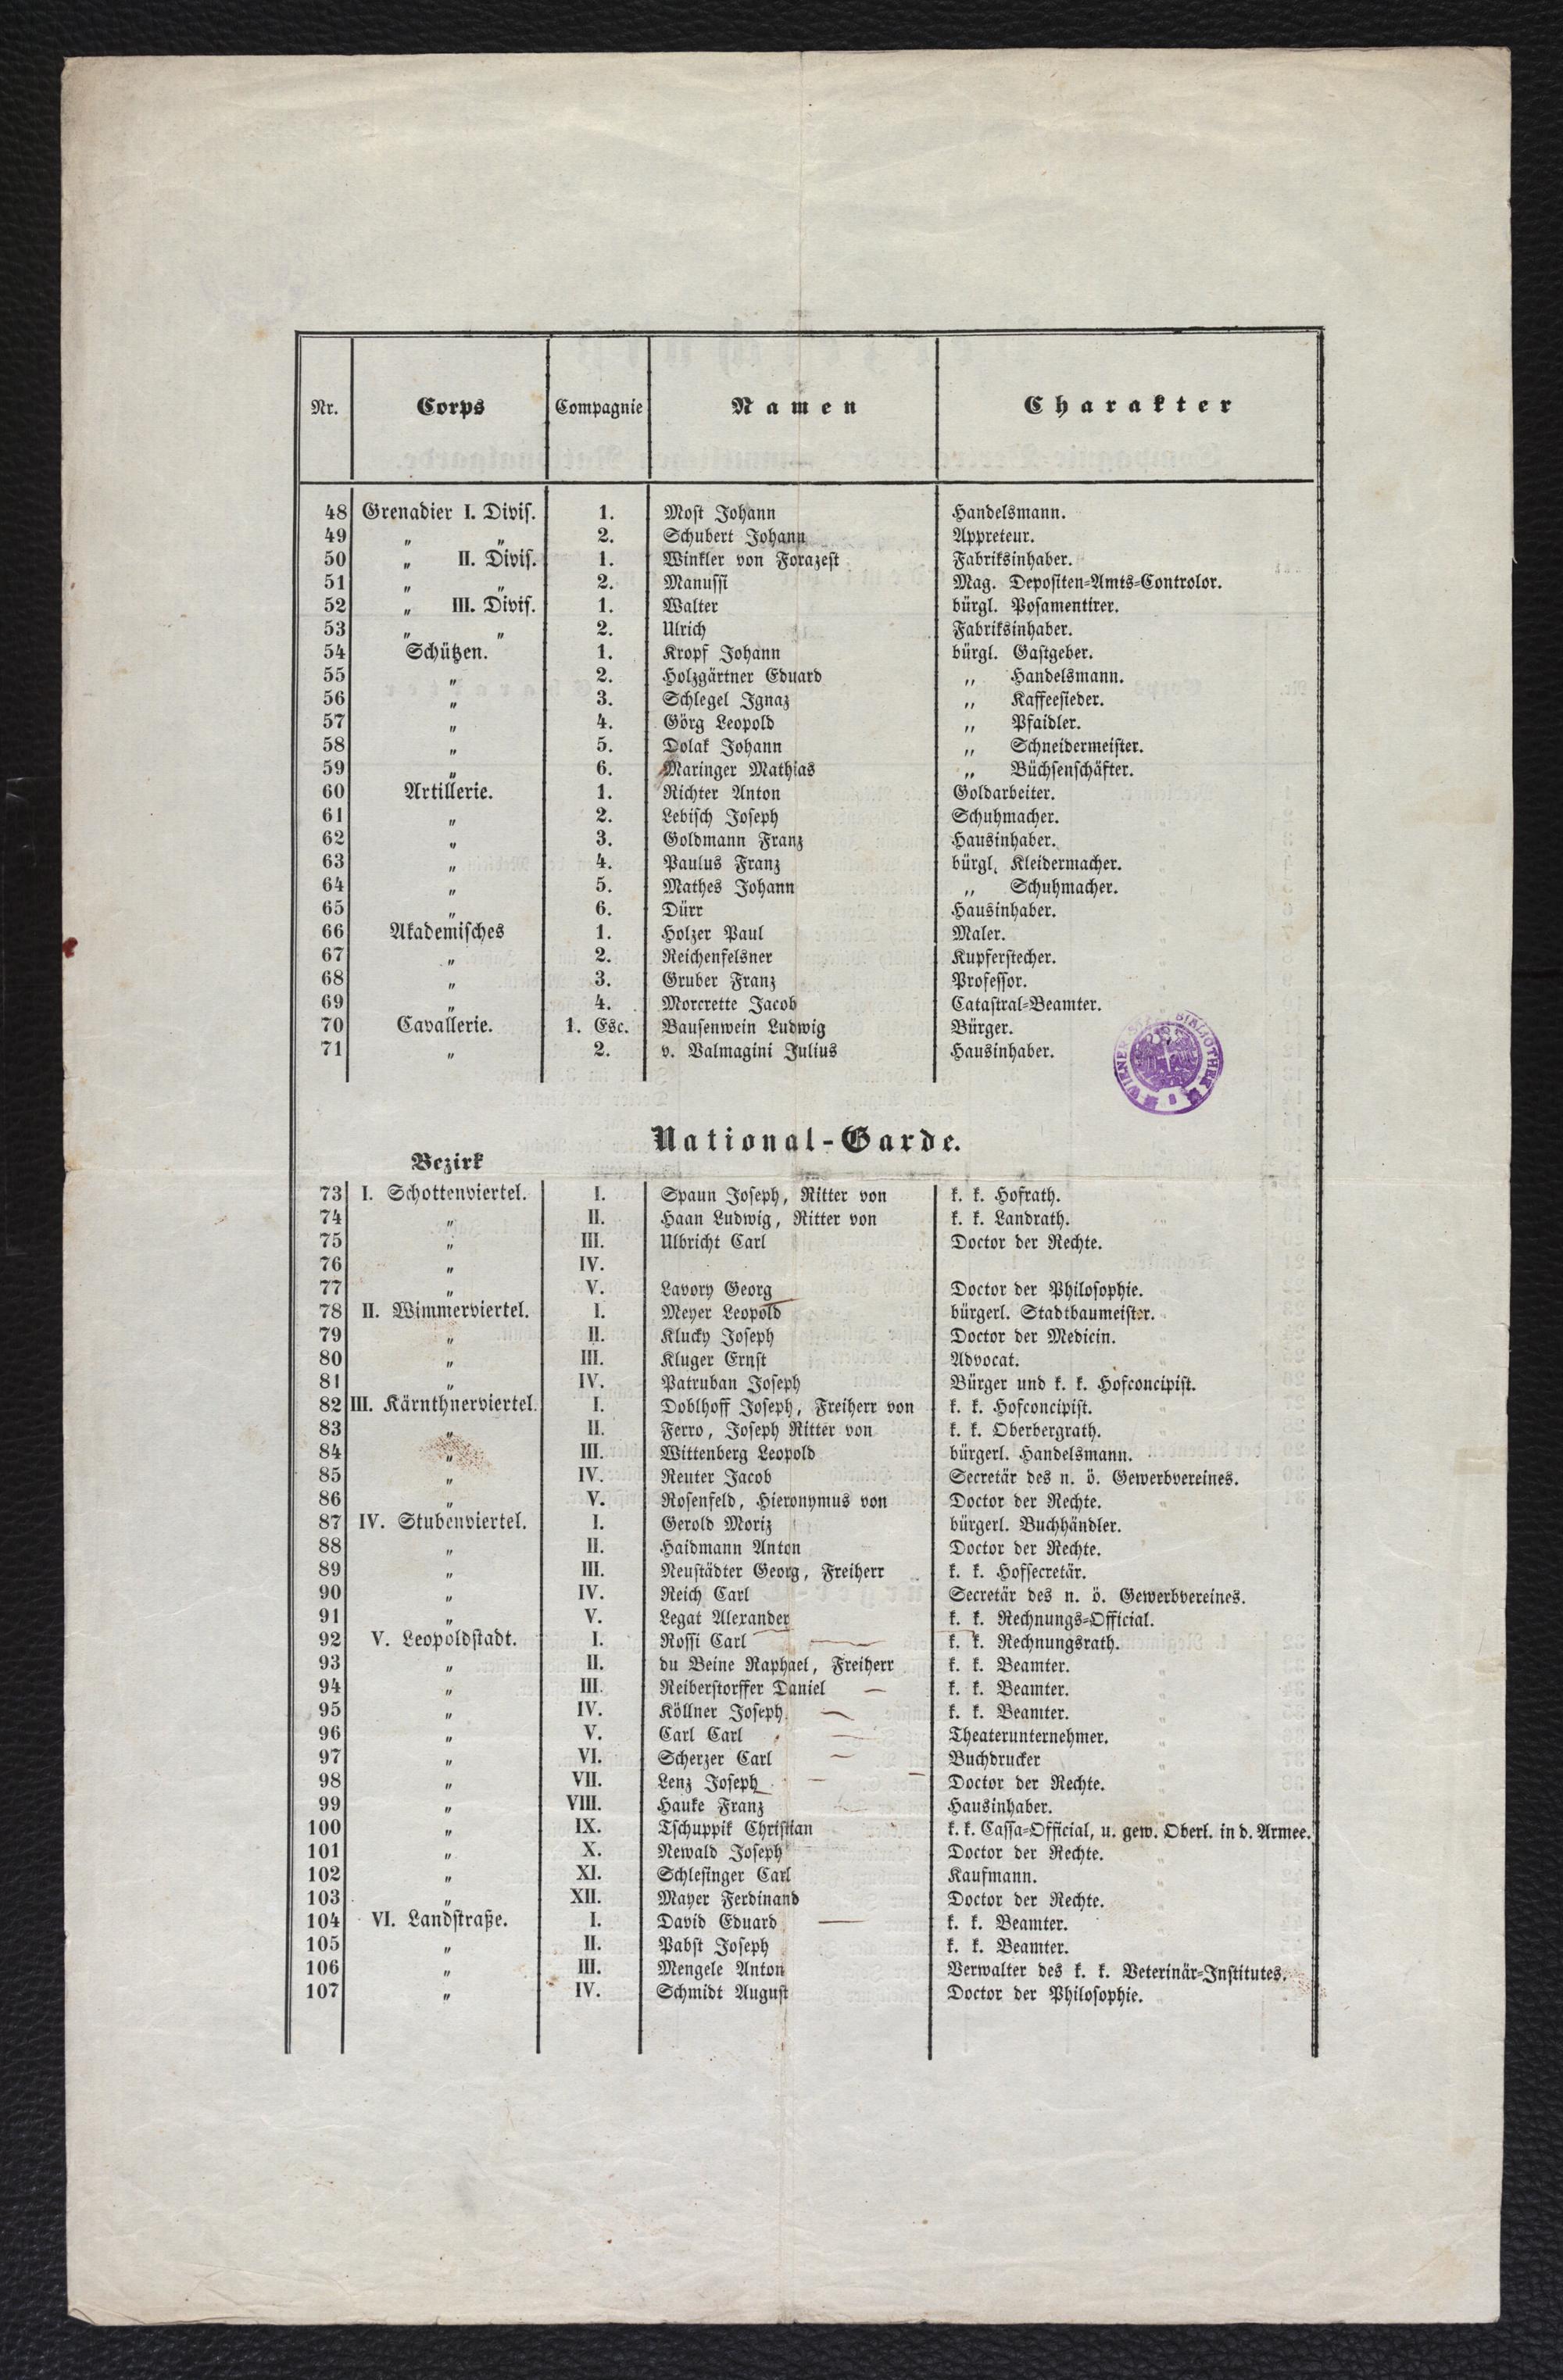 Nr. Corps Compagnie Namen Charakter
48 Grenadier I. Divis. 1. Most Johann Handelsmann.
49 „ „ 2. Schubert Johann Appreteur.
50 „ II. Divis. 1. Winkler von Forazest Fabriksinhaber.
51 „ „ 2. Manussi Mag. Depositen-Amts-Controlor.
52 „ III. Divis. 1. Walter bürgl. Posamentirer.
53 „ „ 2. Ulrich Fabriksinhaber.
54 Schützen. 1. Kropf Johann bürgl. Gastgeber.
55 „ 2. Holzgärtner Eduard „ Handelsmann.
56 „ 3. Schlegel Ignaz „ Kaffeesieder.
57 „ 4. Görg Leopold „ Pfaidler.
58 „ 5. Dolak Johann „ Schneidermeister.
59 „ 6. Maringer Mathias „ Büchsenschäfter.
60 Artillerie. 1. Richter Anton Goldarbeiter.
61 „ 2. Lebisch Joseph Schuhmacher.
62 „ 3. Goldmann Franz Hausinhaber.
63 „ 4. Paulus Franz bürgl. Kleidermacher.
64 „ 5. Mathes Johann „ Schuhmacher.
65 „ 6. Dürr Hausinhaber.
66 Akademisches 1. Holzer Paul Maler.
67 „ 2. Reichenfelsner Kupferstecher.
68 „ 3. Gruber Franz Professor.
69 „ 4. Morcrette Jacob Catastral-Beamter.
70 Cavallerie. 1. Esc. Bausenwein Ludwig Bürger.
71 „ 2. v. Valmagini Julius Hausinhaber.
WIENER STADT-BIBLIOTHEK
National-Garde.
Bezirk
73 I. Schottenviertel. I. Spaun Joseph, Ritter von k. k. Hofrath.
74 „ II. Haan Ludwig, Ritter von k. k. Landrath.
75 „ III. Ulbricht Carl Doctor der Rechte.
76 „ IV.
77 „ V. Lavory Georg Doctor der Philosophie.
78 II. Wimmerviertel. I. Meyer Leopold bürgerl. Stadtbaumeister.
79 „ II. Klucky Joseph Doctor der Medicin.
80 „ III. Kluger Ernst Advocat.
81 „ IV. Patruban Joseph Bürger und k. k. Hofconcipist.
82 III. Kärnthnerviertel. I. Doblhoff Joseph, Freiherr von k. k. Hofconcipist.
83 „ II. Ferro, Joseph Ritter von k. k. Oberbergrath.
84 „ III. Wittenberg Leopold bürgerl. Handelsmann.
85 „ IV. Reuter Jacob Secretär des n. ö. Gewerbvereines.
86 „ V. Rosenfeld, Hieronymus von Doctor der Rechte.
87 IV. Stubenviertel. I. Gerold Moriz bürgerl. Buchhändler.
88 „ II. Haidmann Anton Doctor der Rechte.
89 „ III. Neustädter Georg, Freiherr k. k. Hofsecretär.
90 „ IV. Reich Carl Secretär des n. ö. Gewerbvereines.
91 „ V. Legat Alexander k. k. Rechnungs-Official.
92 V. Leopoldstadt. I. Rossi Carl k. k. Rechnungsrath.
93 „ II. du Beine Raphael, Freiherr k. k. Beamter.
94 „ III. Reiberstorffer Daniel k. k. Beamter.
95 „ IV. Köllner Joseph. k. k. Beamter.
96 „ V. Carl Carl Theaterunternehmer.
97 „ VI. Scherzer Carl Buchdrucker
98 „ VII. Lenz Joseph Doctor der Rechte.
99 „ VIII. Hauke Franz Hausinhaber.
100 „ IX. Tschuppik Christian k. k. Cassa-Official, u. gew. Oberl. in d. Armee.
101 „ X. Newald Joseph Doctor der Rechte.
102 „ XI. Schlesinger Carl Kaufmann.
103 „ XII. Mayer Ferdinand Doctor der Rechte.
104 VI. Landstraße. I. David Eduard k. k. Beamter.
105 „ II. Pabst Joseph k. k. Beamter.
106 „ III. Mengele Anton Verwalter des k. k. Veterinär-Institutes.
107 „ IV. Schmidt August Doctor der Philosophie.